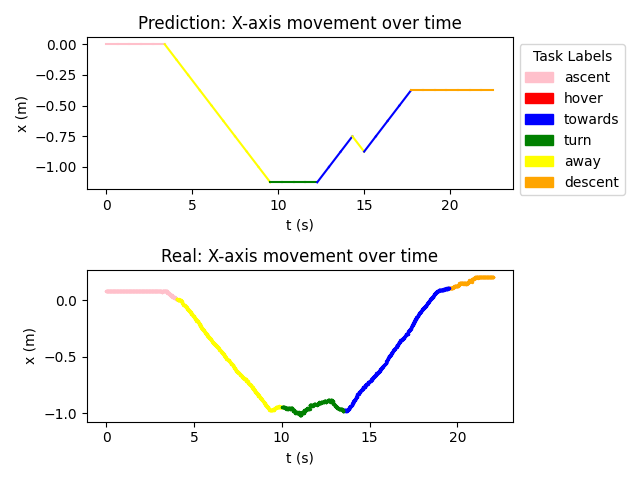 Prediction: X-axis movement over time
0.00
−0.25
−0.50
−0.75
−1.00
x (m)
0 5 10 15 20
t (s)
Task Labels
ascent
hover
towards
turn
away
descent
Real: X-axis movement over time
0.0
−0.5
−1.0
x (m)
0 5 10 15 20
t (s)